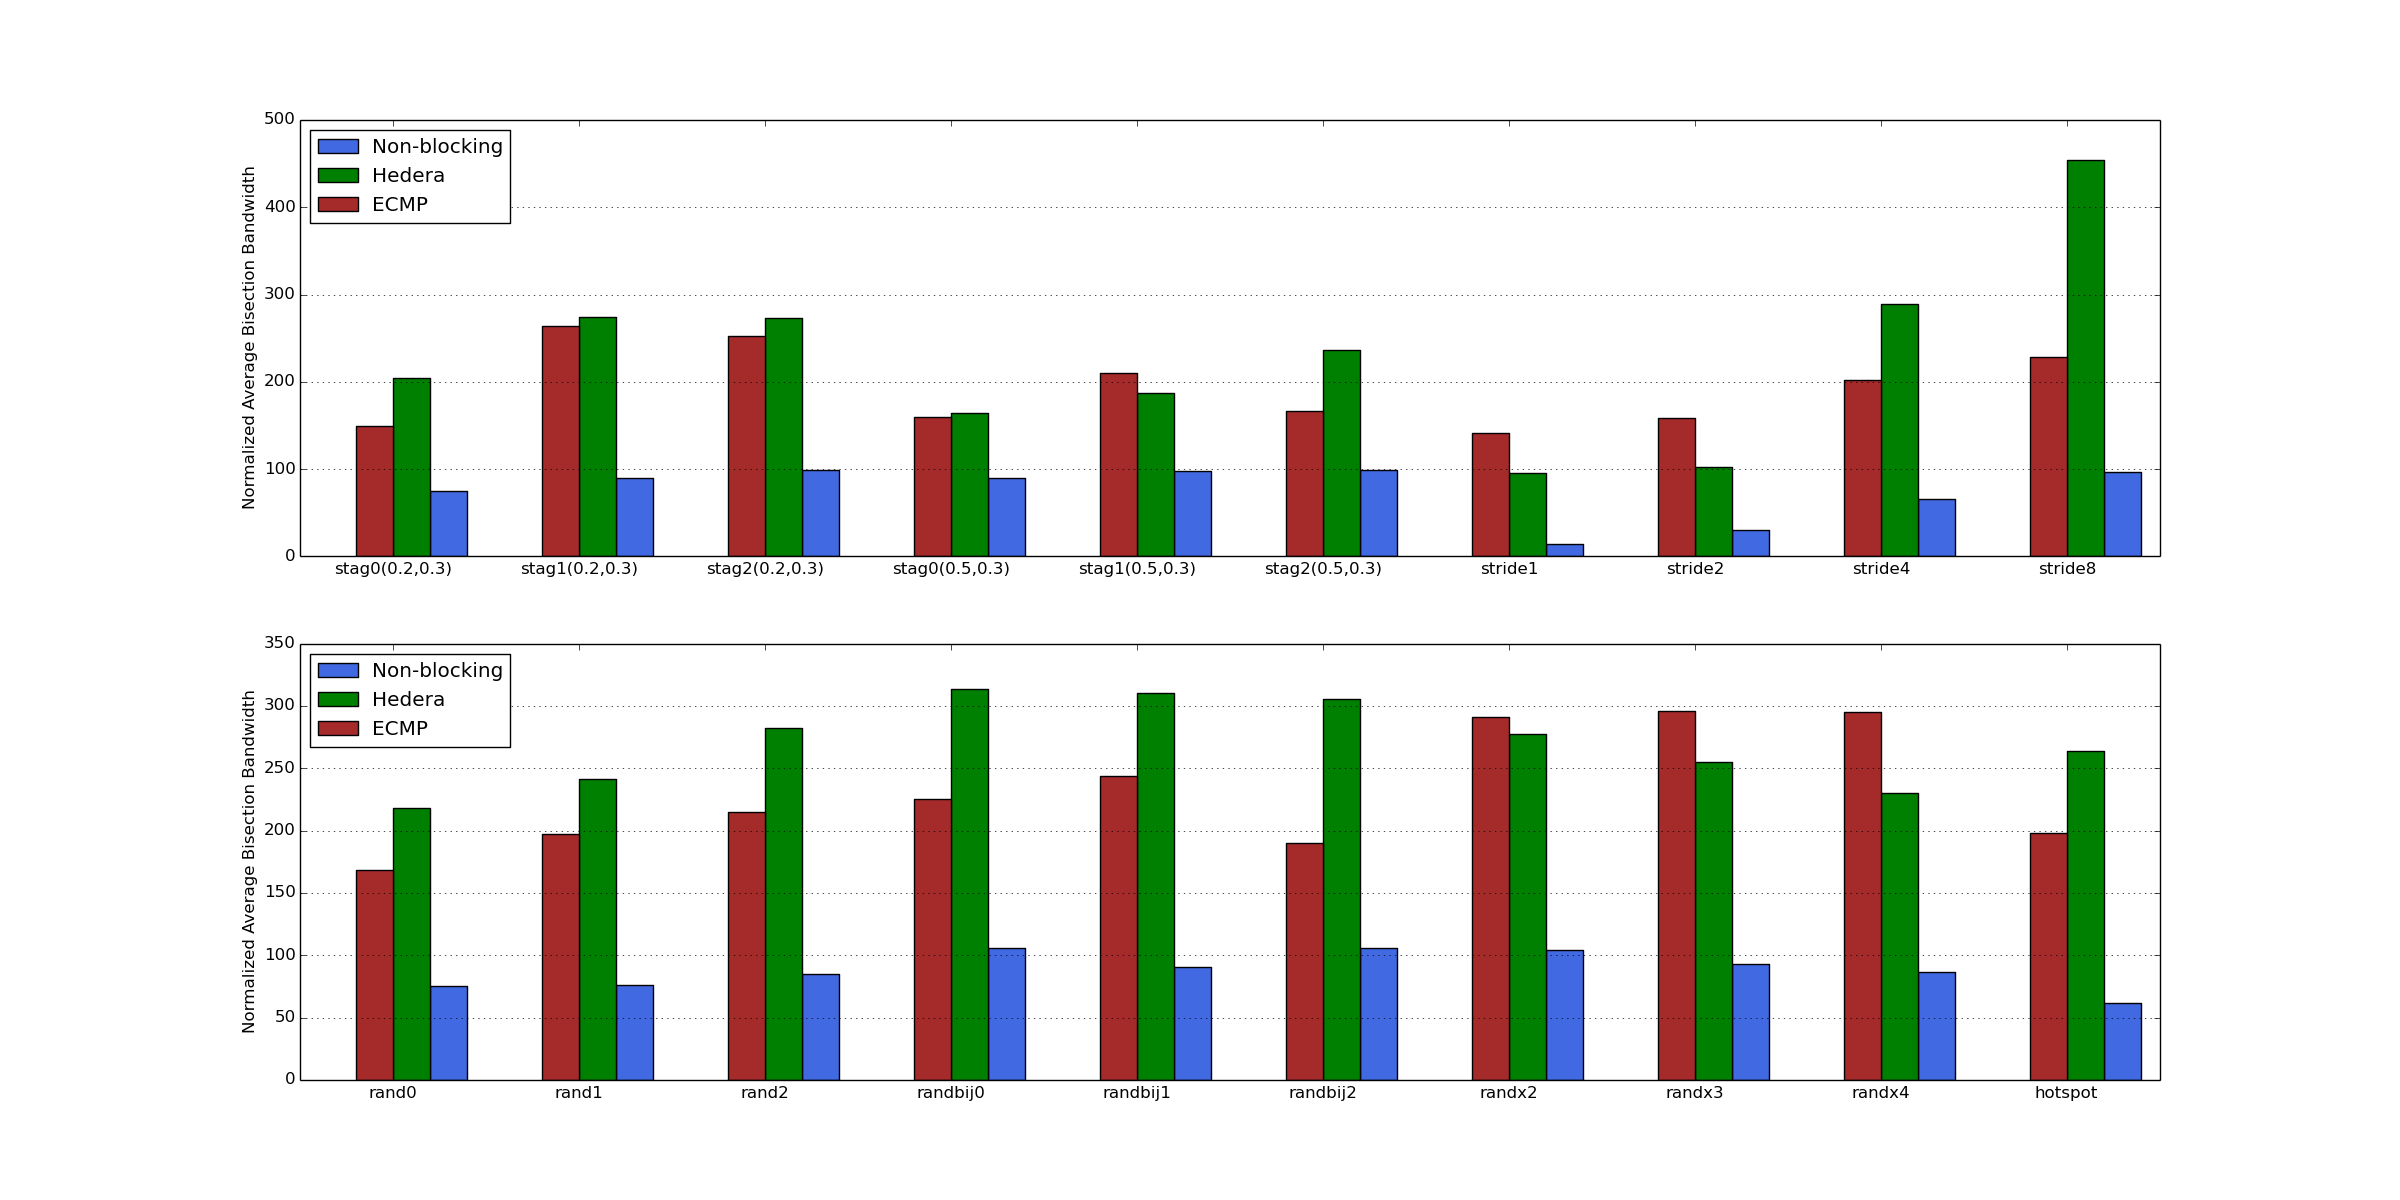 500
400
300
200
100
0
Normalized Average Bisection Bandwidth
Non-blocking
Hedera
ECMP
stag0(0.2,0.3) stag1(0.2,0.3) stag2(0.2,0.3) stag0(0.5,0.3) stag1(0.5,0.3) stag2(0.5,0.3) stride1 stride2 stride4 stride8
350
300
250
200
150
100
50
0
Normalized Average Bisection Bandwidth
Non-blocking
Hedera
ECMP
rand0 rand1 rand2 randbij0 randbij1 randbij2 randx2 randx3 randx4 hotspot